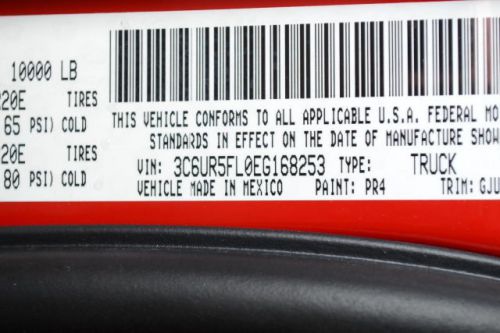 10000 LB
THIS VEHICLE CONFORMS TO ALL APPLICABLE U.S.A. FEDERAL MO
20E TIRES
STANDARDS IN EFFECT ON THE DATE OF MANUFACTURE SHOW
65 PSI) COLD
VIN: 3C6UR5FL0EG168253 TYPE: TRUCK
20E TIRES
VEHICLE MADE IN MEXICO PAINT: PR4 TRIM: GJU
80 PSI) COLD